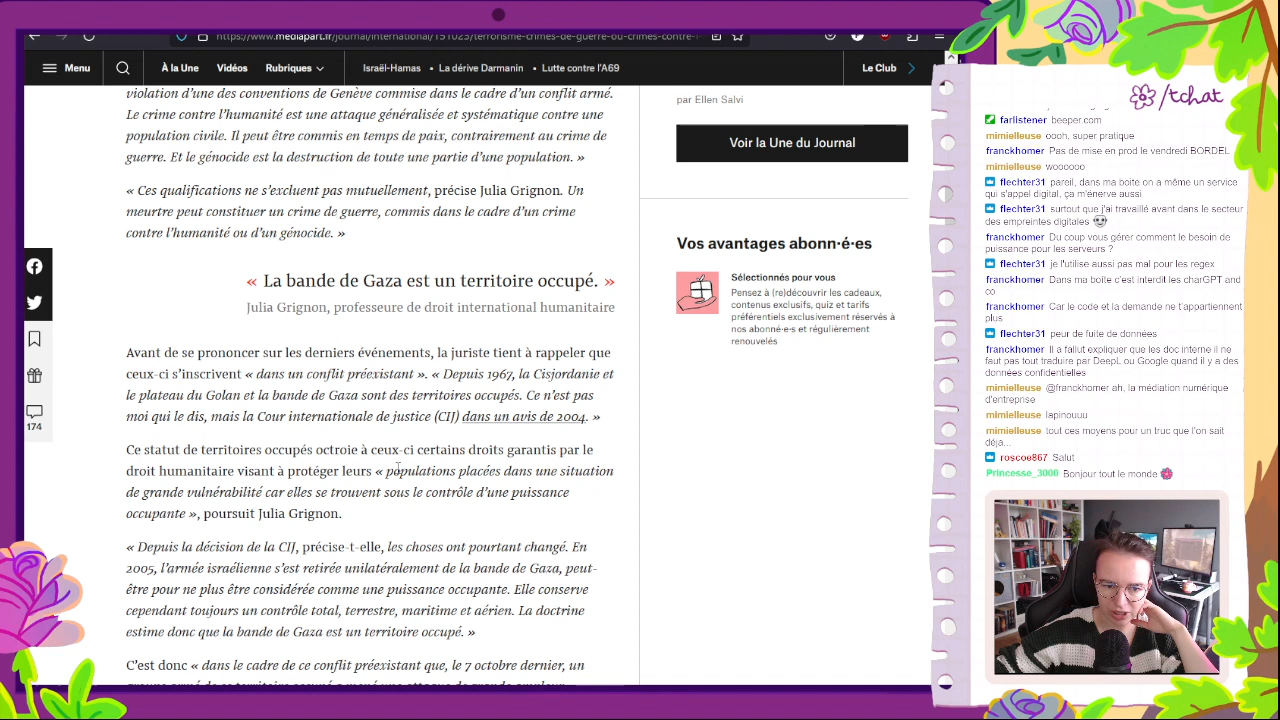 https://www.mediapart.fr/journal/international/151023/terrorisme-crimes-de-guerre-ou-crimes-contre-l
Menu
À la Une
Rubriques
aël-Hamas
• La dérive Darmanin
• Lutte contre l'A69
Le Club
violation d'une des conventions de Genève commise dans le cadre d'un conflit armé.
Le crime contre l'humanité est une attaque généralisée et systématique contre une
population civile. Il peut être commis en temps de paix, contrairement au crime de
guerre. Et le génocide est la destruction de toute une partie d'une population. »
« Ces qualifications ne s'excluent pas mutuellement, précise Julia Grignon. Un
meurtre peut constituer un crime de guerre, commis dans le cadre d'un crime
contre l'humanité ou d'un génocide. »
« La bande de Gaza est un territoire occupé. »
Julia Grignon, professeure de droit international humanitaire
Avant de se prononcer sur les derniers événements, la juriste tient à rappeler que
ceux-ci s'inscrivent « dans un conflit préexistant ». « Depuis 1967, la Cisjordanie et
le plateau du Golan et la bande de Gaza sont des territoires occupés. Ce n'est pas
moi qui le dis, mais la Cour internationale de justice (CIJ) dans un avis de 2004. »
Ce statut de territoires occupés octroie à ceux-ci certains droits garantis par le
droit humanitaire visant à protéger leurs « populations placées dans une situation
de grande vulnérabilité car elles se trouvent sous le contrôle d'une puissance
occupante », poursuit Julia Grignon.
« Depuis la décision de la CIJ, précise-t-elle, les choses ont pourtant changé. En
2005, l'armée israélienne s'est retirée unilatéralement de la bande de Gaza, peut-
être pour ne plus être considérée comme une puissance occupante. Elle conserve
cependant toujours un contrôle total, terrestre, maritime et aérien. La doctrine
estime donc que la bande de Gaza est un territoire occupé. »
C'est donc « dans le cadre de ce conflit préexistant que, le 7 octobre dernier, un
174
par Ellen Salvi
Voir la Une du Journal
Vos avantages abonn·é·es
Sélectionnés pour vous
Pensez à (re)découvrir les cadeaux,
contenus exclusifs, quiz et tarifs
préférentiels exclusivement réservés à
nos abonné·e·s et régulièrement
renouvelés
/tchat
farlistener beeper.com
mimielleuse oooh, super pratique
franckhomer Pas de mise en prod le vendredi BORDEL
mimielleuse woooooo
flechter31 pareil, dans ma boite on a même un service
qui s'appel digital, ça m'énerve aussi
flechter31 surtout que j'ai travaillé avant dans le secteur
des empreintes digitales
franckhomer Du coup vous gérer comment le besoin de
puissance pour les serveurs ?
flechter31 je l'utilise aussi pas mal pour les regex
franckhomer Dans ma boîte c'est interdit les charGPT and
co
franckhomer Car le code et la demande ne t'appartiennent
plus
flechter31 peur de fuite de données
franckhomer Il a fallut expliquer que les doc interne il ne
faut pas tout traduire par DeepL ou Google quand il y a des
données confidentielles
mimielleuse @franckhomer ah, la médiation numérique
d'entreprise
mimielleuse lapinouuu
mimielleuse tout ces moyens pour un truc que l'on sait
déja...
roscoe867 Salut
Princesse_3000 Bonjour tout le monde